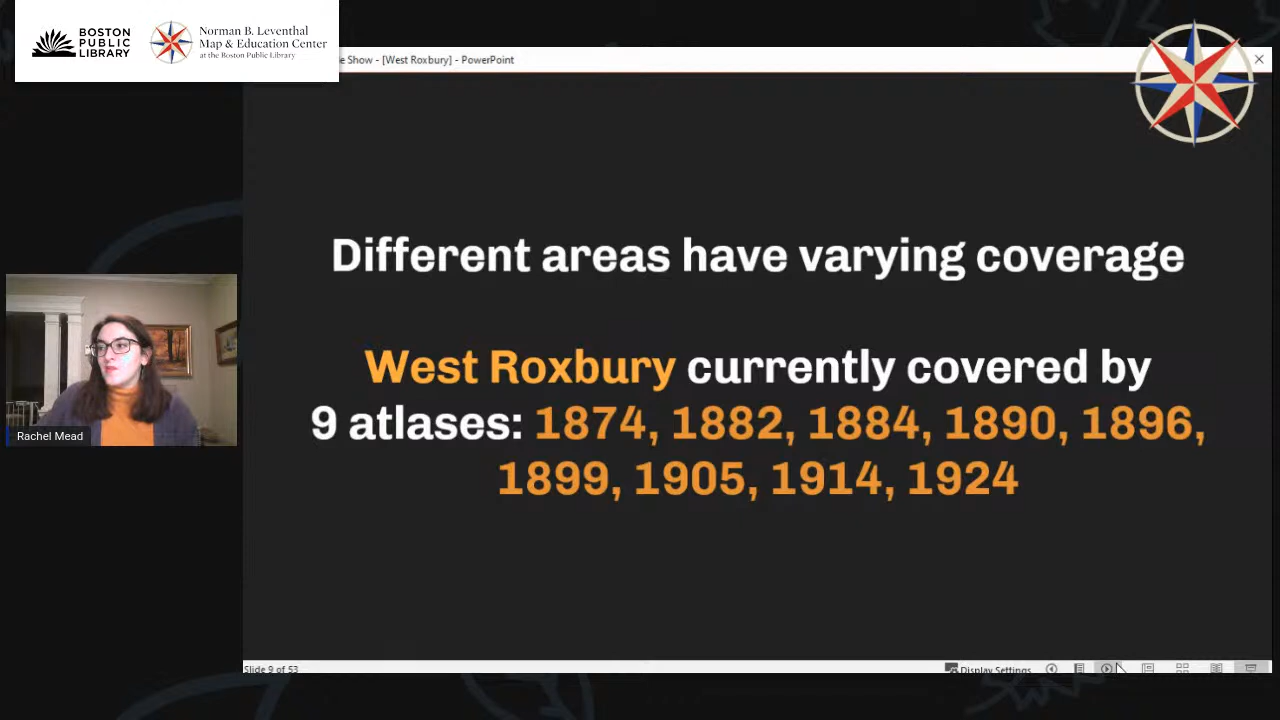 BOSTON
PUBLIC
LIBRARY
Norman B. Leventhal
Map & Education Center
at the Boston Public Library
e Show - [West Roxbury] - PowerPoint
Different areas have varying coverage
West Roxbury currently covered by
9 atlases: 1874, 1882, 1884, 1890, 1896,
1899, 1905, 1914, 1924
Rachel Mead
Slide 9 of 53
Display Settings